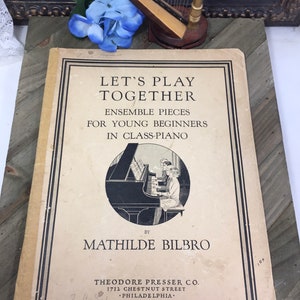 LET'S PLAY
TOGETHER
ENSEMBLE PIECES
FOR YOUNG BEGINNERS
IN CLASS-PIANO
BY
MATHILDE BILBRO
THEODORE PRESSER CO.
1712 CHESTNUT STREET
·PHILADELPHIA·